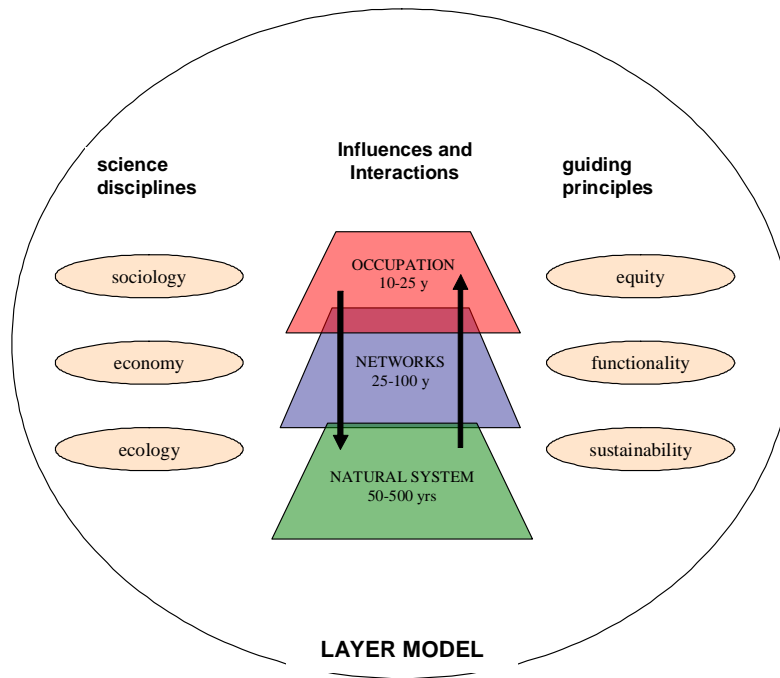 science
disciplines
Influences and
Interactions
guiding
principles
sociology
OCCUPATION
10-25 y
equity
economy
NETWORKS
25-100 y
functionality
ecology
NATURAL SYSTEM
50-500 yrs
sustainability
LAYER MODEL